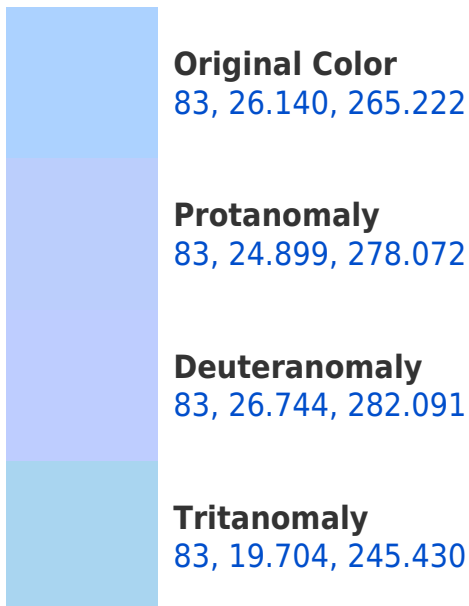 Original Color
83, 26.140, 265.222
Protanomaly
83, 24.899, 278.072
Deuteranomaly
83, 26.744, 282.091
Tritanomaly
83, 19.704, 245.430